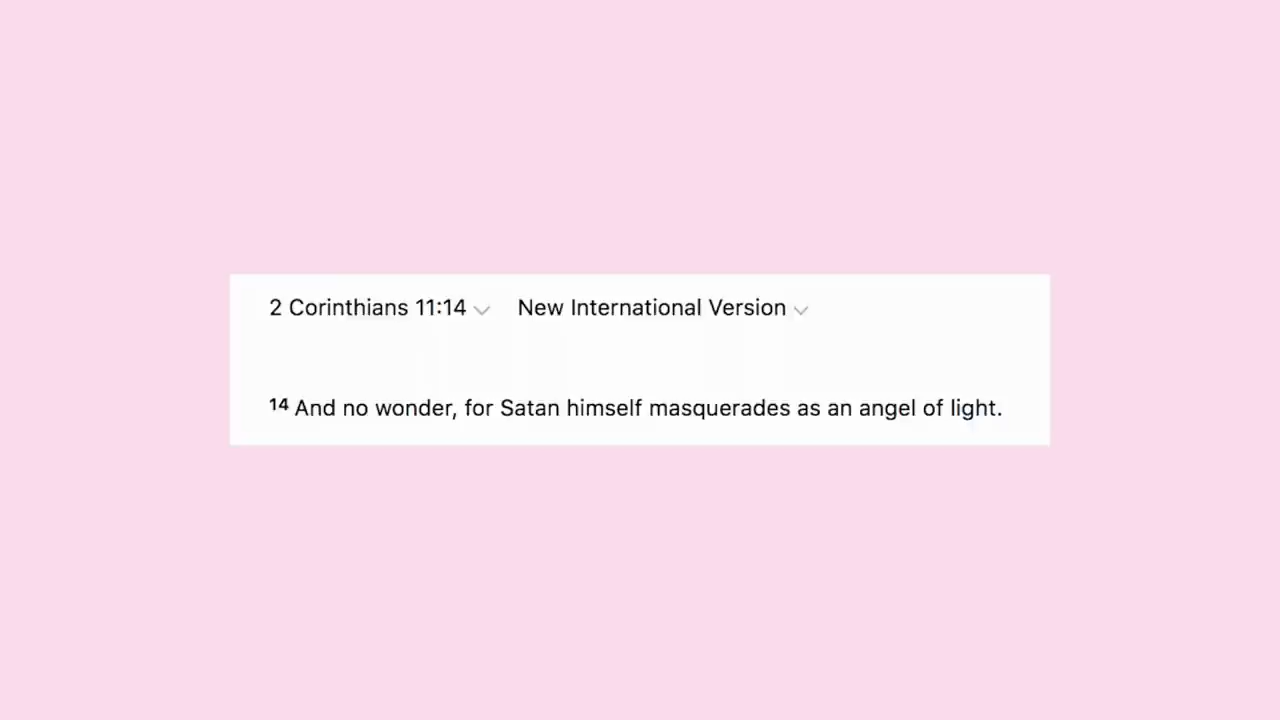 2 Corinthians 11:14 New International Version
14 And no wonder, for Satan himself masquerades as an angel of light.